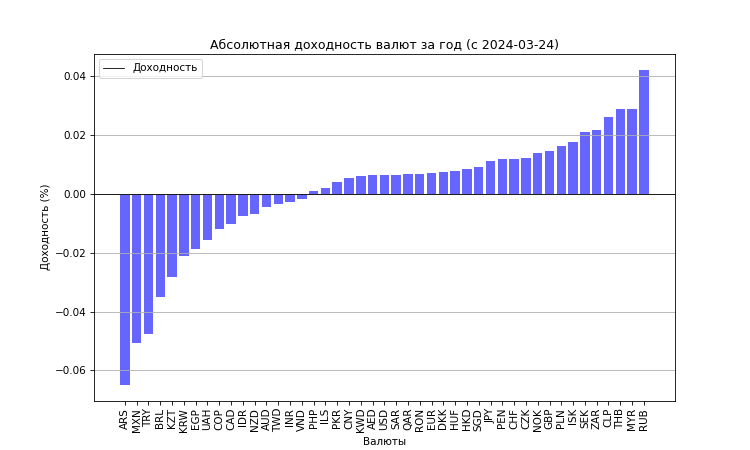 Абсолютная доходность валют за год (с 2024-03-24)
Доходность
0.04
0.02
0.00
−0.02
−0.04
−0.06
Доходность (%)
ARS MXN TRY BRL KZT KRW EGP UAH COP CAD IDR NZD AUD TWD INR VND PHP ILS PKR CNY KWD AED USD SAR QAR RON EUR DKK HUF HKD SGD JPY PEN CHF CZK NOK GBP PLN ISK SEK ZAR CLP THB MYR RUB
Валюты